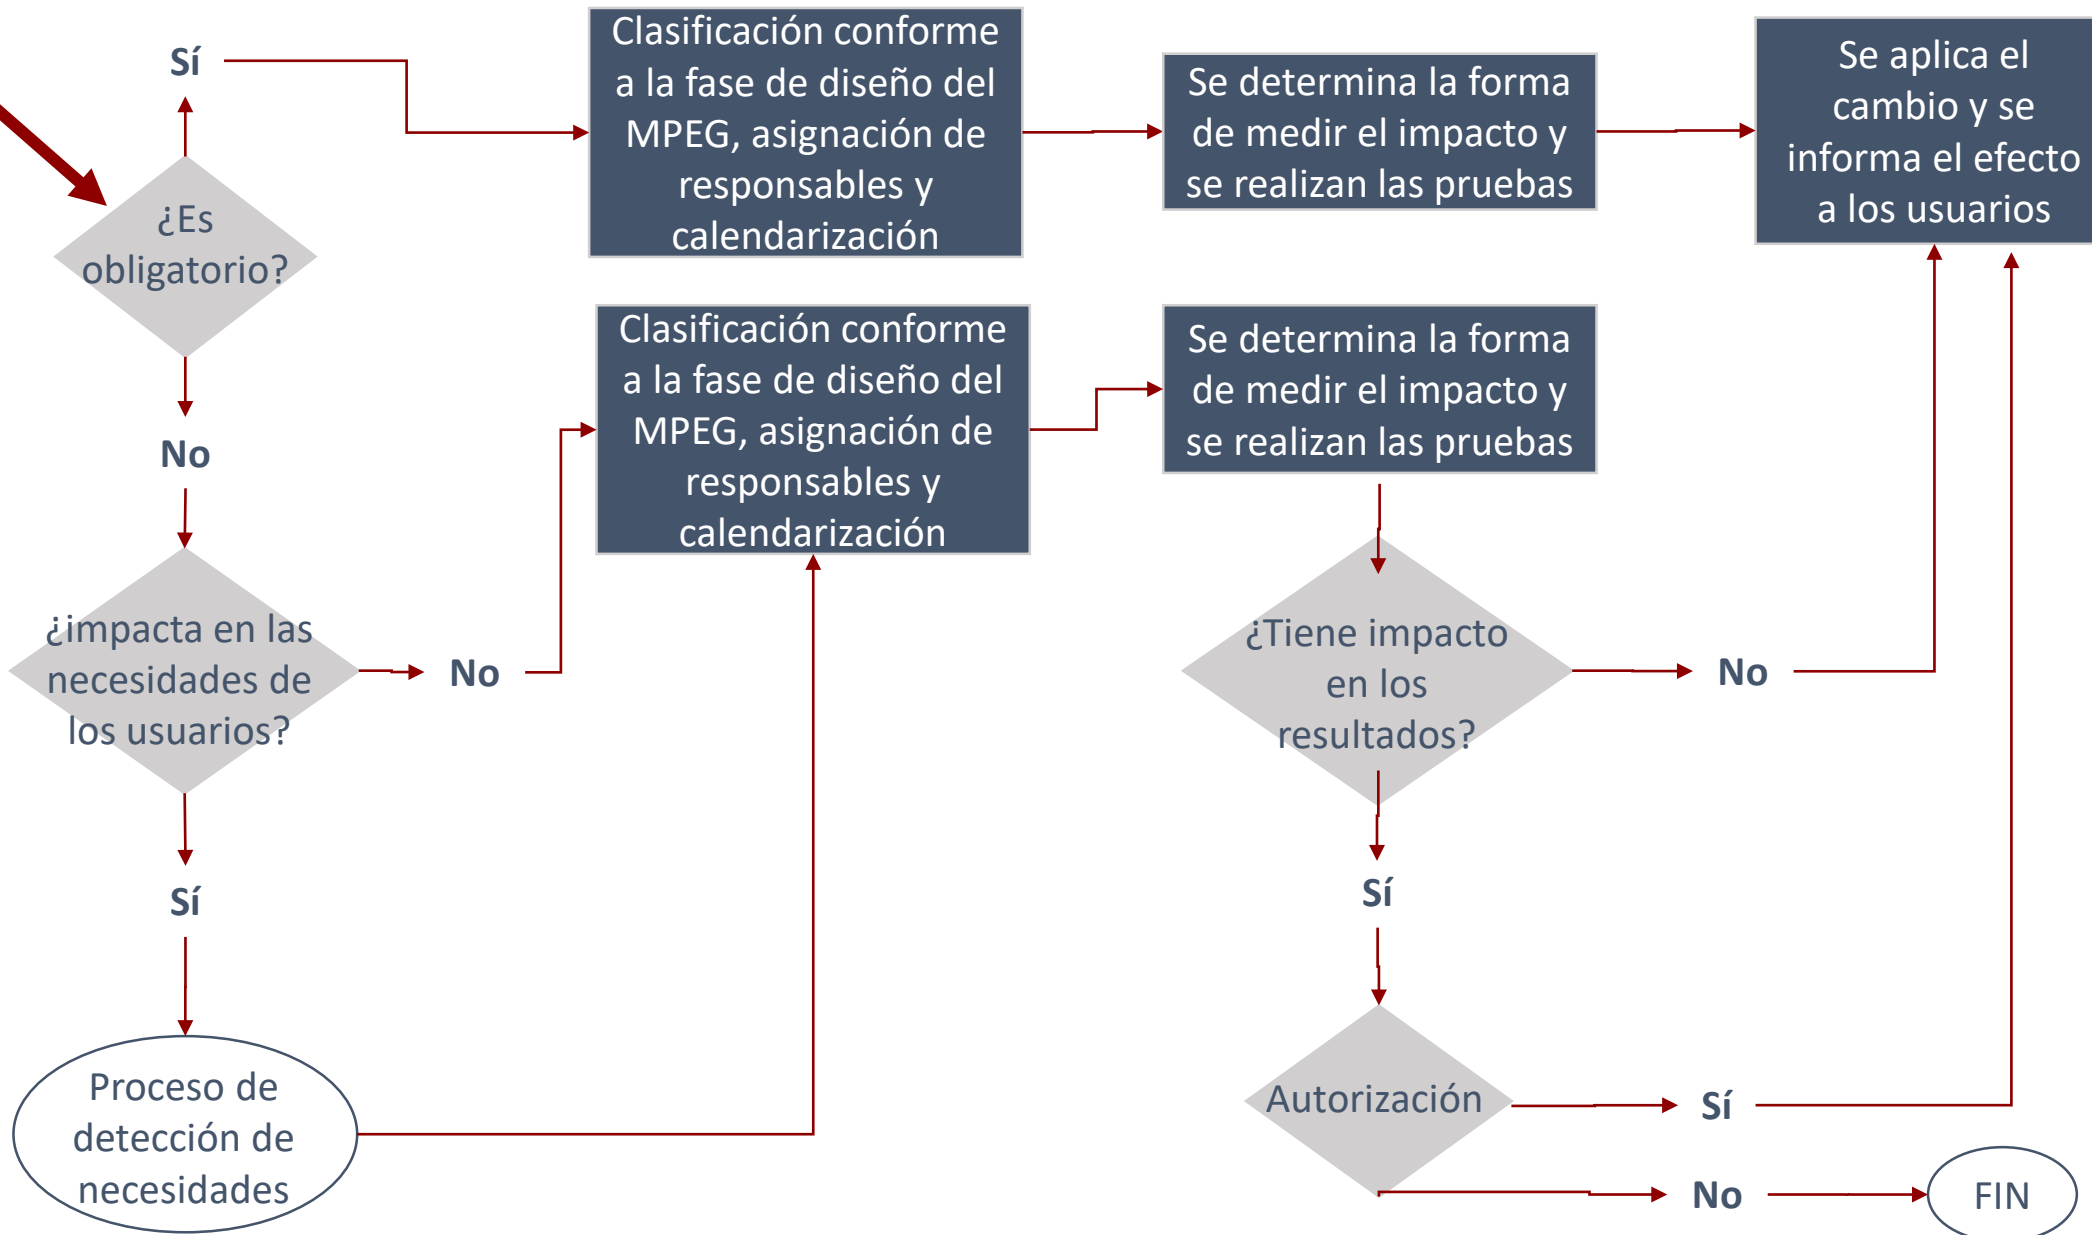 Sí
Clasificación conforme
a la fase de diseño del
MPEG, asignación de
responsables y
calendarización
Se determina la forma
de medir el impacto y
se realizan las pruebas
Se aplica el
cambio y se
informa el efecto
a los usuarios
¿Es
obligatorio?
No
Clasificación conforme
a la fase de diseño del
MPEG, asignación de
responsables y
calendarización
Se determina la forma
de medir el impacto y
se realizan las pruebas
¿impacta en las
necesidades de
los usuarios?
No
¿Tiene impacto
en los
resultados?
No
Sí
Sí
Proceso de
detección de
necesidades
Autorización
Sí
No
FIN